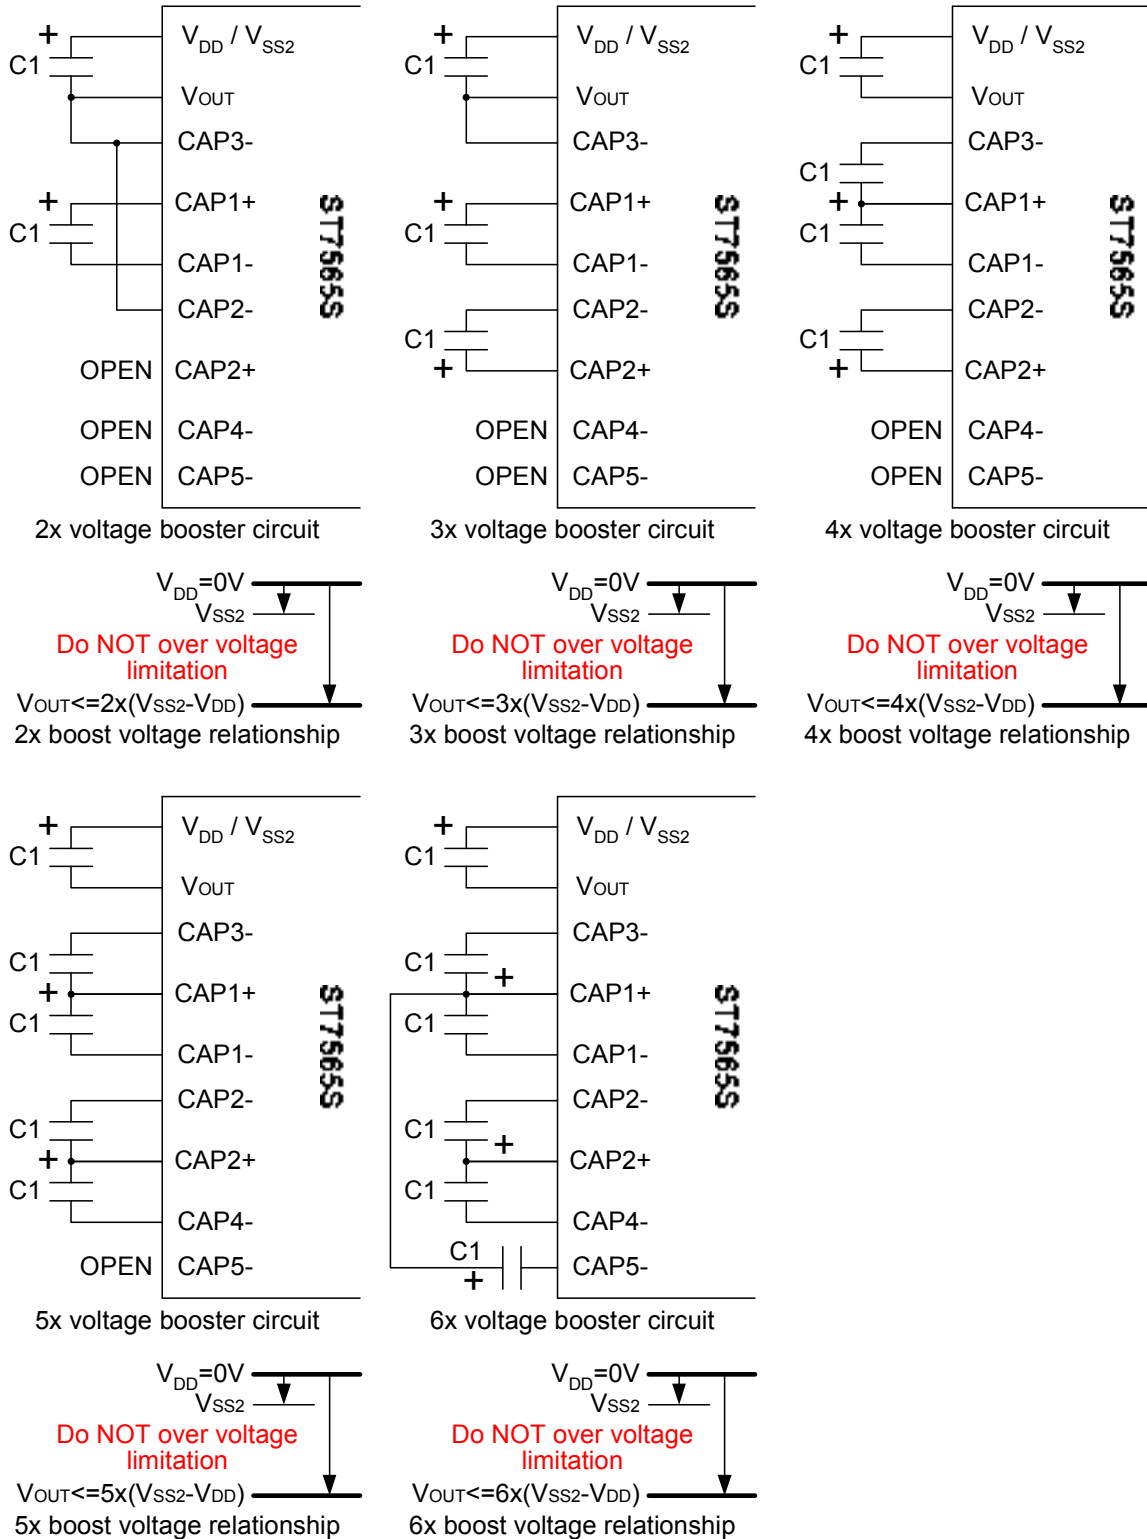 + VDD / VSS2
C1
VOUT
CAP3-
+ CAP1+
C1
CAP1-
CAP2-
OPEN CAP2+
OPEN CAP4-
OPEN CAP5-
ST7565S
2x voltage booster circuit
VDD=0V
VSS2
Do NOT over voltage
limitation
VOUT<=2x(VSS2-VDD)
2x boost voltage relationship
+ VDD / VSS2
C1
VOUT
CAP3-
+ CAP1+
C1
CAP1-
CAP2-
C1
+ CAP2+
OPEN CAP4-
OPEN CAP5-
ST7565S
3x voltage booster circuit
VDD=0V
VSS2
Do NOT over voltage
limitation
VOUT<=3x(VSS2-VDD)
3x boost voltage relationship
+ VDD / VSS2
C1
VOUT
CAP3-
C1
+ CAP1+
C1
CAP1-
CAP2-
C1
+ CAP2+
OPEN CAP4-
OPEN CAP5-
ST7565S
4x voltage booster circuit
VDD=0V
VSS2
Do NOT over voltage
limitation
VOUT<=4x(VSS2-VDD)
4x boost voltage relationship
+ VDD / VSS2
C1
VOUT
CAP3-
C1
+ CAP1+
C1
CAP1-
CAP2-
C1
+ CAP2+
C1
CAP4-
OPEN CAP5-
ST7565S
5x voltage booster circuit
VDD=0V
VSS2
Do NOT over voltage
limitation
VOUT<=5x(VSS2-VDD)
5x boost voltage relationship
+ VDD / VSS2
C1
VOUT
CAP3-
C1
+ CAP1+
C1
CAP1-
CAP2-
C1
+ CAP2+
C1
CAP4-
C1
+ CAP5-
ST7565S
6x voltage booster circuit
VDD=0V
VSS2
Do NOT over voltage
limitation
VOUT<=6x(VSS2-VDD)
6x boost voltage relationship